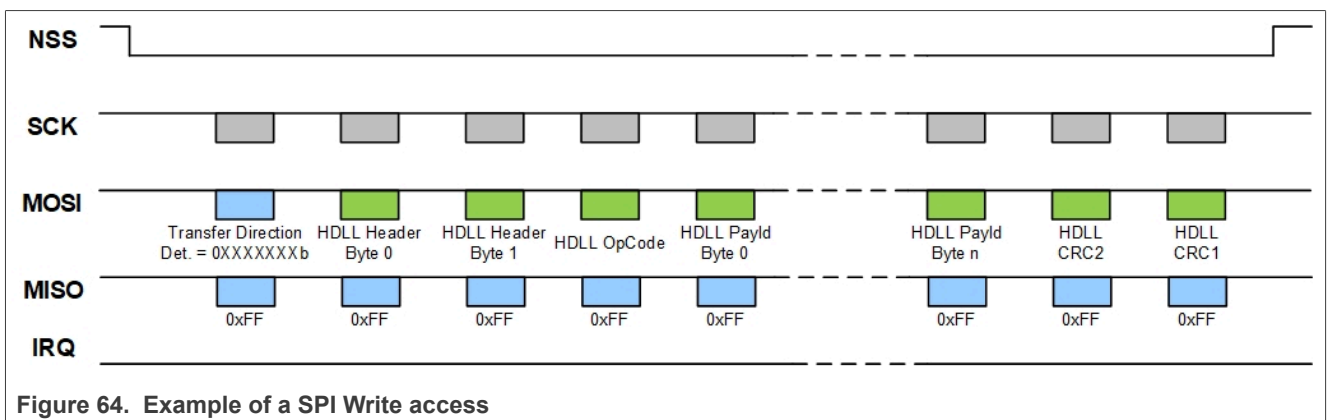 NSS
SCK
MOSI
Transfer Direction
Det. = 0XXXXXXXb
HDLL Header
Byte 0
HDLL Header
Byte 1
HDLL OpCode
HDLL Payld
Byte 0
HDLL Payld
Byte n
HDLL
CRC2
HDLL
CRC1
MISO
0xFF
0xFF
0xFF
0xFF
0xFF
0xFF
0xFF
0xFF
IRQ
Figure 64. Example of a SPI Write access